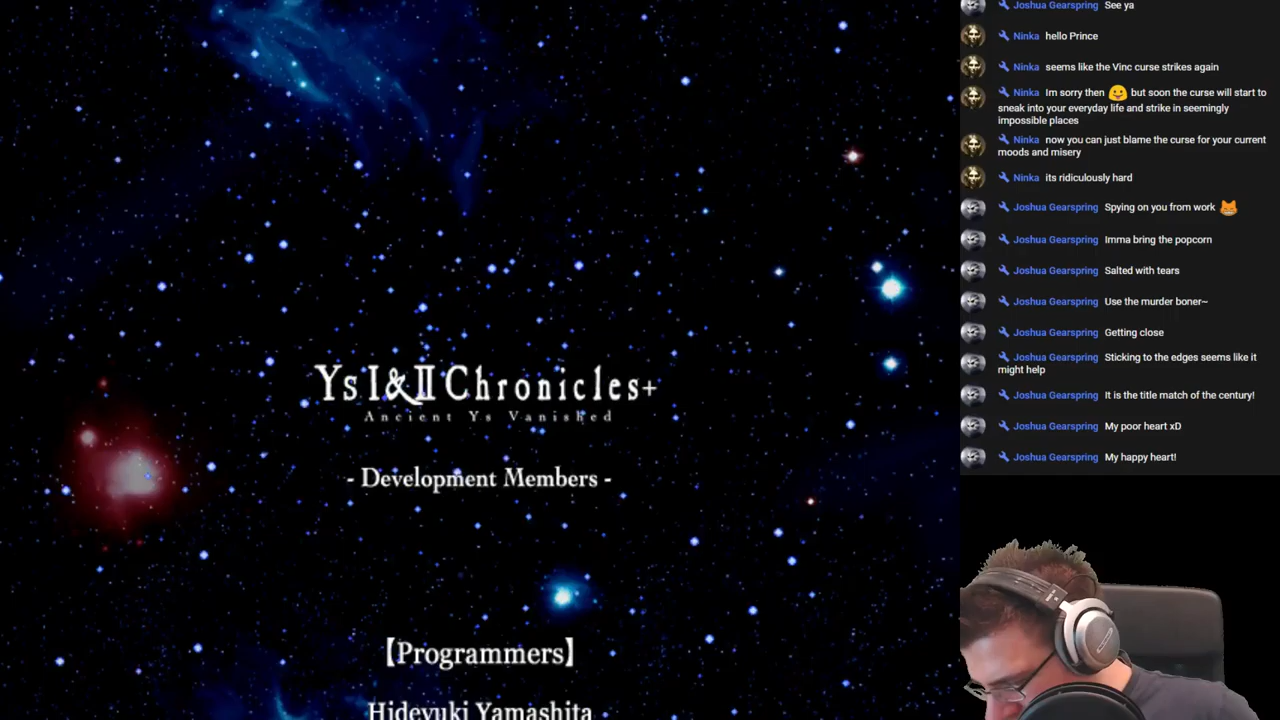 Ys I&II Chronicles+
Ancient Ys Vanished
- Development Members -
【Programmers】
Hideyuki Yamashita
Joshua Gearspring See ya
Ninka hello Prince
Ninka seems like the Vinc curse strikes again
Ninka Im sorry then but soon the curse will start to
sneak into your everyday life and strike in seemingly
impossible places
Ninka now you can just blame the curse for your current
moods and misery
Ninka its ridiculously hard
Joshua Gearspring Spying on you from work
Joshua Gearspring Imma bring the popcorn
Joshua Gearspring Salted with tears
Joshua Gearspring Use the murder boner~
Joshua Gearspring Getting close
Joshua Gearspring Sticking to the edges seems like it
might help
Joshua Gearspring It is the title match of the century!
Joshua Gearspring My poor heart xD
Joshua Gearspring My happy heart!